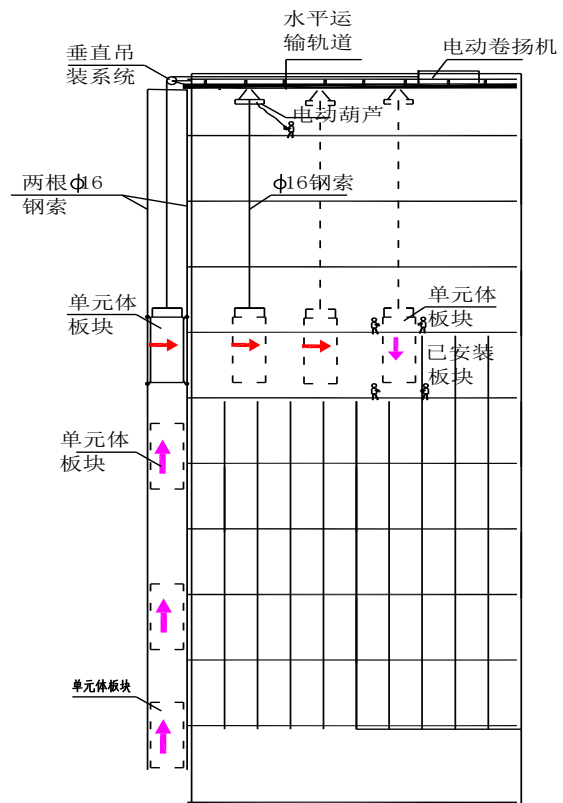 水平运
输轨道
垂直吊
装系统
电动卷扬机
电动葫芦
两根ф16
钢索
ф16钢索
单元体
板块
单元体
板块
已安装
板块
单元体
板块
单元体板块